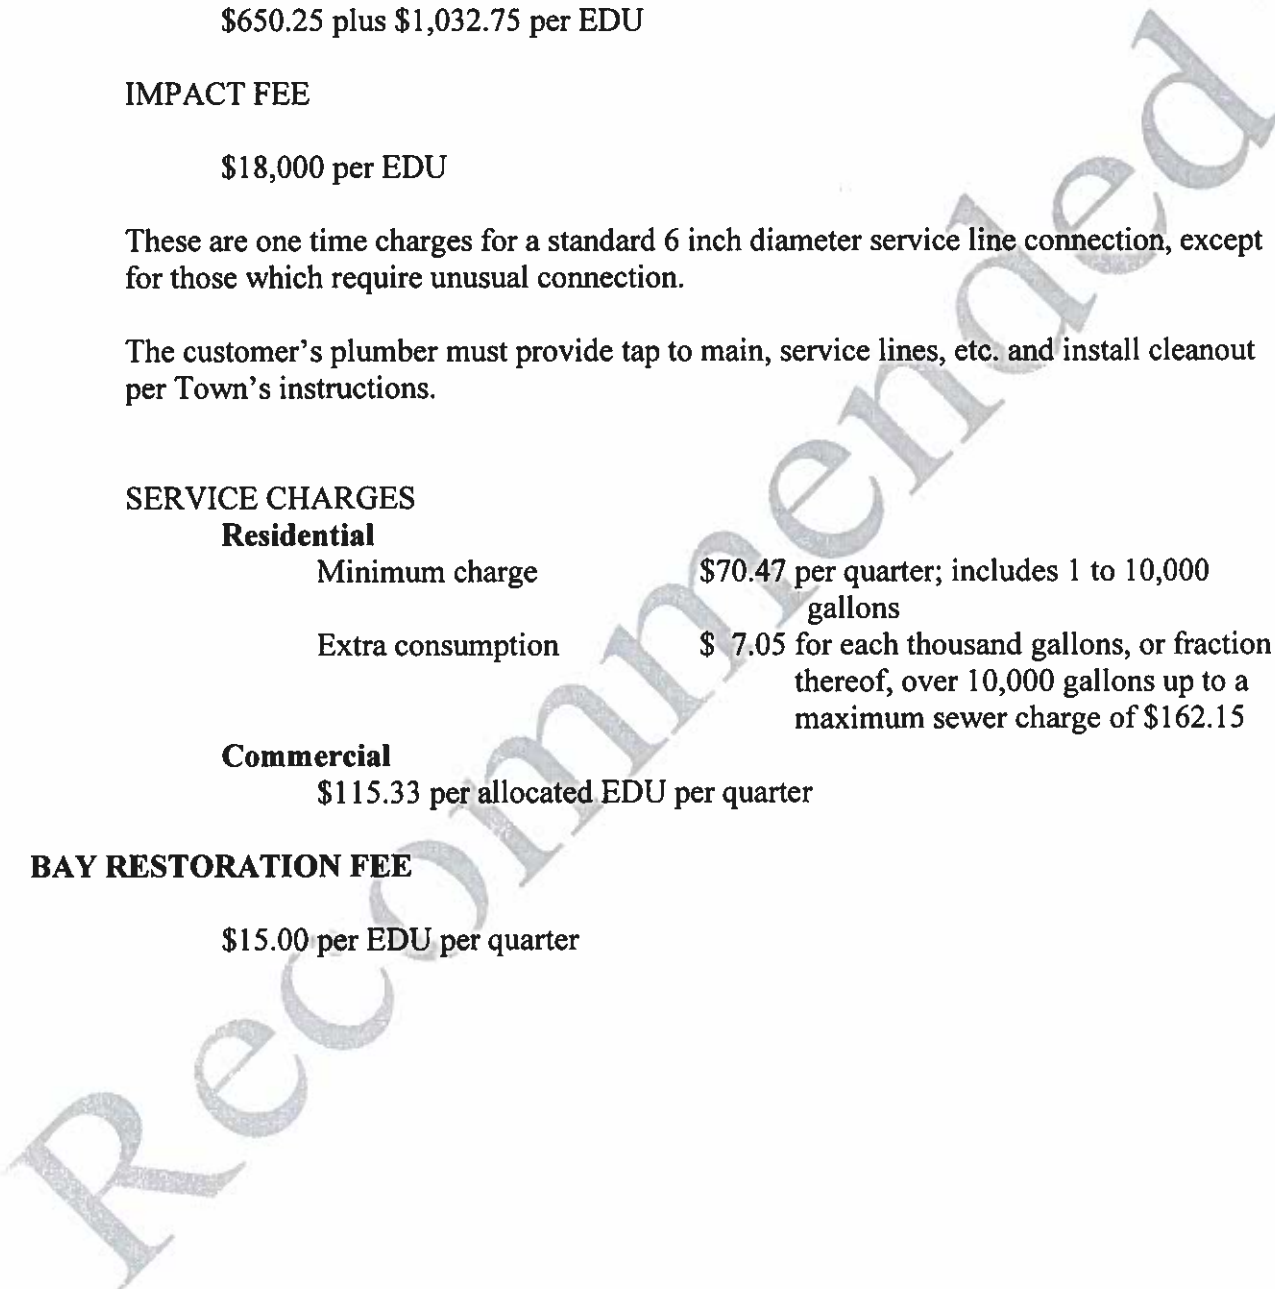 $650.25 plus $1,032.75 per EDU
IMPACT FEE
$18,000 per EDU
These are one time charges for a standard 6 inch diameter service line connection, except
for those which require unusual connection.
The customer's plumber must provide tap to main, service lines, etc. and install cleanout
per Town's instructions.
SERVICE CHARGES
Residential
Minimum charge $70.47 per quarter; includes 1 to 10,000
gallons
Extra consumption $ 7.05 for each thousand gallons, or fraction
thereof, over 10,000 gallons up to a
maximum sewer charge of $162.15
Commercial
$115.33 per allocated EDU per quarter
BAY RESTORATION FEE
$15.00 per EDU per quarter
Recommended